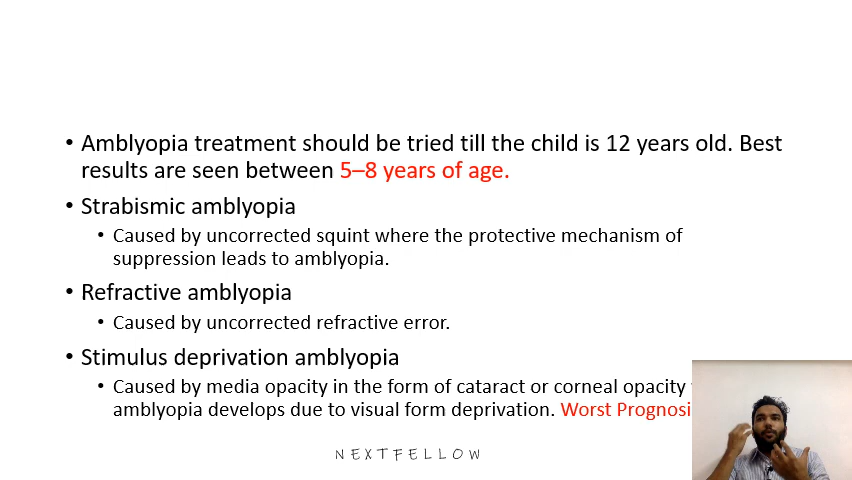 • Amblyopia treatment should be tried till the child is 12 years old. Best
results are seen between 5–8 years of age.
• Strabismic amblyopia
• Caused by uncorrected squint where the protective mechanism of
suppression leads to amblyopia.
• Refractive amblyopia
• Caused by uncorrected refractive error.
• Stimulus deprivation amblyopia
• Caused by media opacity in the form of cataract or corneal opacity
amblyopia develops due to visual form deprivation. Worst Prognosi
NEXTFELLOW